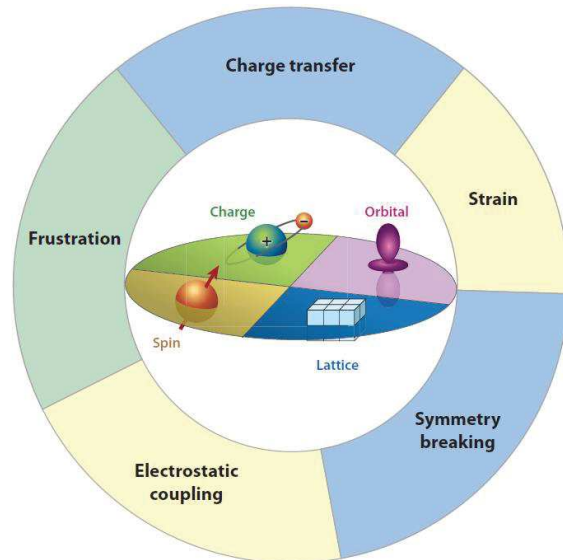 Charge transfer
Strain
Charge
−
Orbital
+
Frustration
Spin
Lattice
Symmetry
breaking
Electrostatic
coupling